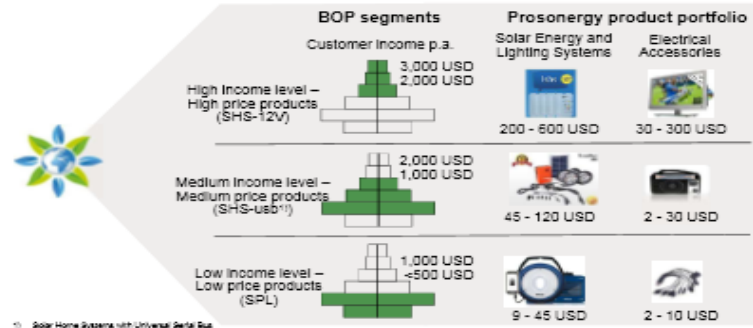 BOP segments
Prosonergy product portfolio
Customer income p.a.
Solar Energy and
Lighting Systems
Electrical
Accessories
3,000 USD
2,000 USD
High income level –
High price products
(SHS-12V)
200 - 600 USD
30 - 300 USD
2,000 USD
1,000 USD
Medium income level –
Medium price products
(SHS-usb¹⁾)
45 - 120 USD
2 - 30 USD
1,000 USD
<500 USD
Low income level –
Low price products
(SPL)
9 - 45 USD
2 - 10 USD
1) Solar Home Systems with Universal Serial Bus